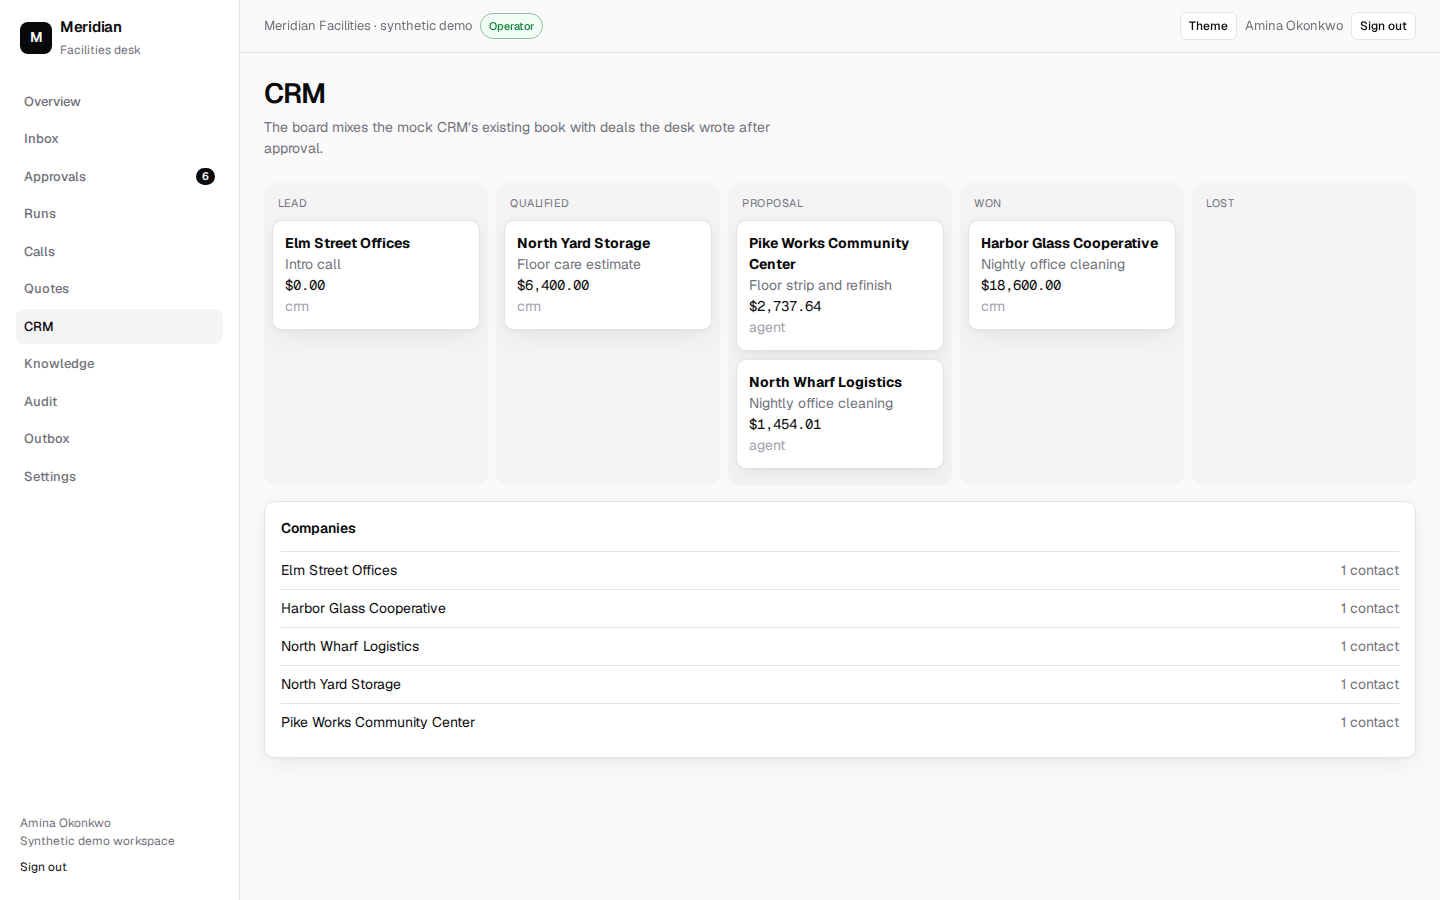 M
Meridian
Facilities desk
Overview
Inbox
Approvals 6
Runs
Calls
Quotes
CRM
Knowledge
Audit
Outbox
Settings
Amina Okonkwo
Synthetic demo workspace
Sign out
Meridian Facilities · synthetic demo Operator
Theme Amina Okonkwo Sign out
CRM
The board mixes the mock CRM's existing book with deals the desk wrote after
approval.
LEAD
Elm Street Offices
Intro call
$0.00
crm
QUALIFIED
North Yard Storage
Floor care estimate
$6,400.00
crm
PROPOSAL
Pike Works Community
Center
Floor strip and refinish
$2,737.64
agent
North Wharf Logistics
Nightly office cleaning
$1,454.01
agent
WON
Harbor Glass Cooperative
Nightly office cleaning
$18,600.00
crm
LOST
Companies
Elm Street Offices 1 contact
Harbor Glass Cooperative 1 contact
North Wharf Logistics 1 contact
North Yard Storage 1 contact
Pike Works Community Center 1 contact